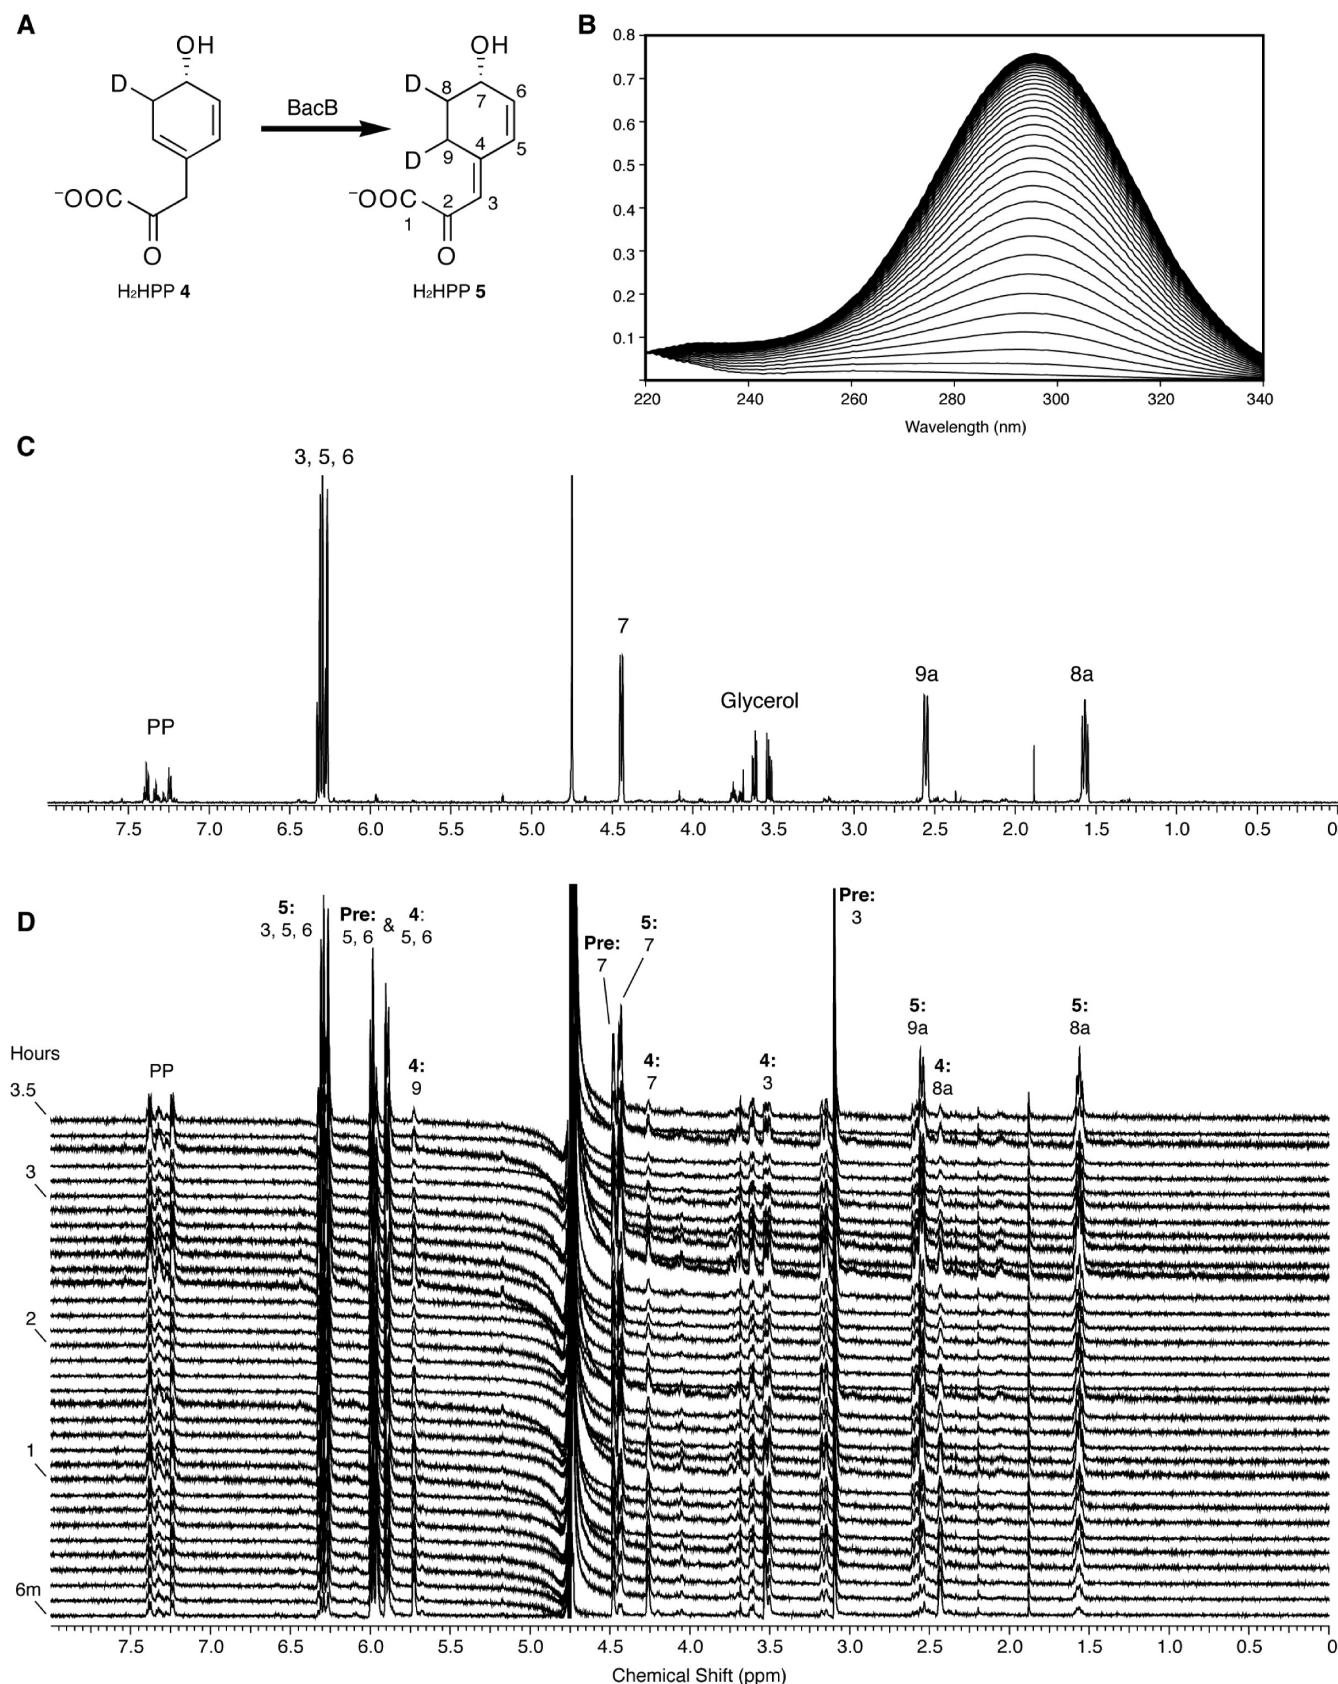 A
OH
D
H₂HPP 4
⁻OOC
O
BacB
OH
D
8
7
6
9
4
5
D
⁻OOC
1
2
3
O
H₂HPP 5
B
0.8
0.7
0.6
0.5
0.4
0.3
0.2
0.1
220 240 260 280 300 320 340
Wavelength (nm)
C
3, 5, 6
7
9a
8a
Glycerol
PP
7.5 7.0 6.5 6.0 5.5 5.0 4.5 4.0 3.5 3.0 2.5 2.0 1.5 1.0 0.5 0
D
5:
3, 5, 6
Pre:
5, 6
&
4:
5, 6
Pre:
7
5:
7
Pre:
3
4:
9
4:
7
4:
3
5:
9a
4:
8a
5:
8a
PP
Hours
3.5
3
2
1
6m
7.5 7.0 6.5 6.0 5.5 5.0 4.5 4.0 3.5 3.0 2.5 2.0 1.5 1.0 0.5 0
Chemical Shift (ppm)